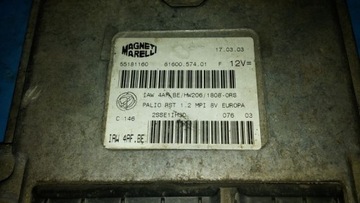 MAGNETI MARELLI
17.03.03
55181160 61600.574.01 F 12V=
IAW 4AF.BE/HW206/1808-0RS
PALIO RST 1.2 MPI 8V EUROPA
C 146 076 03
IAW 4AF.BE